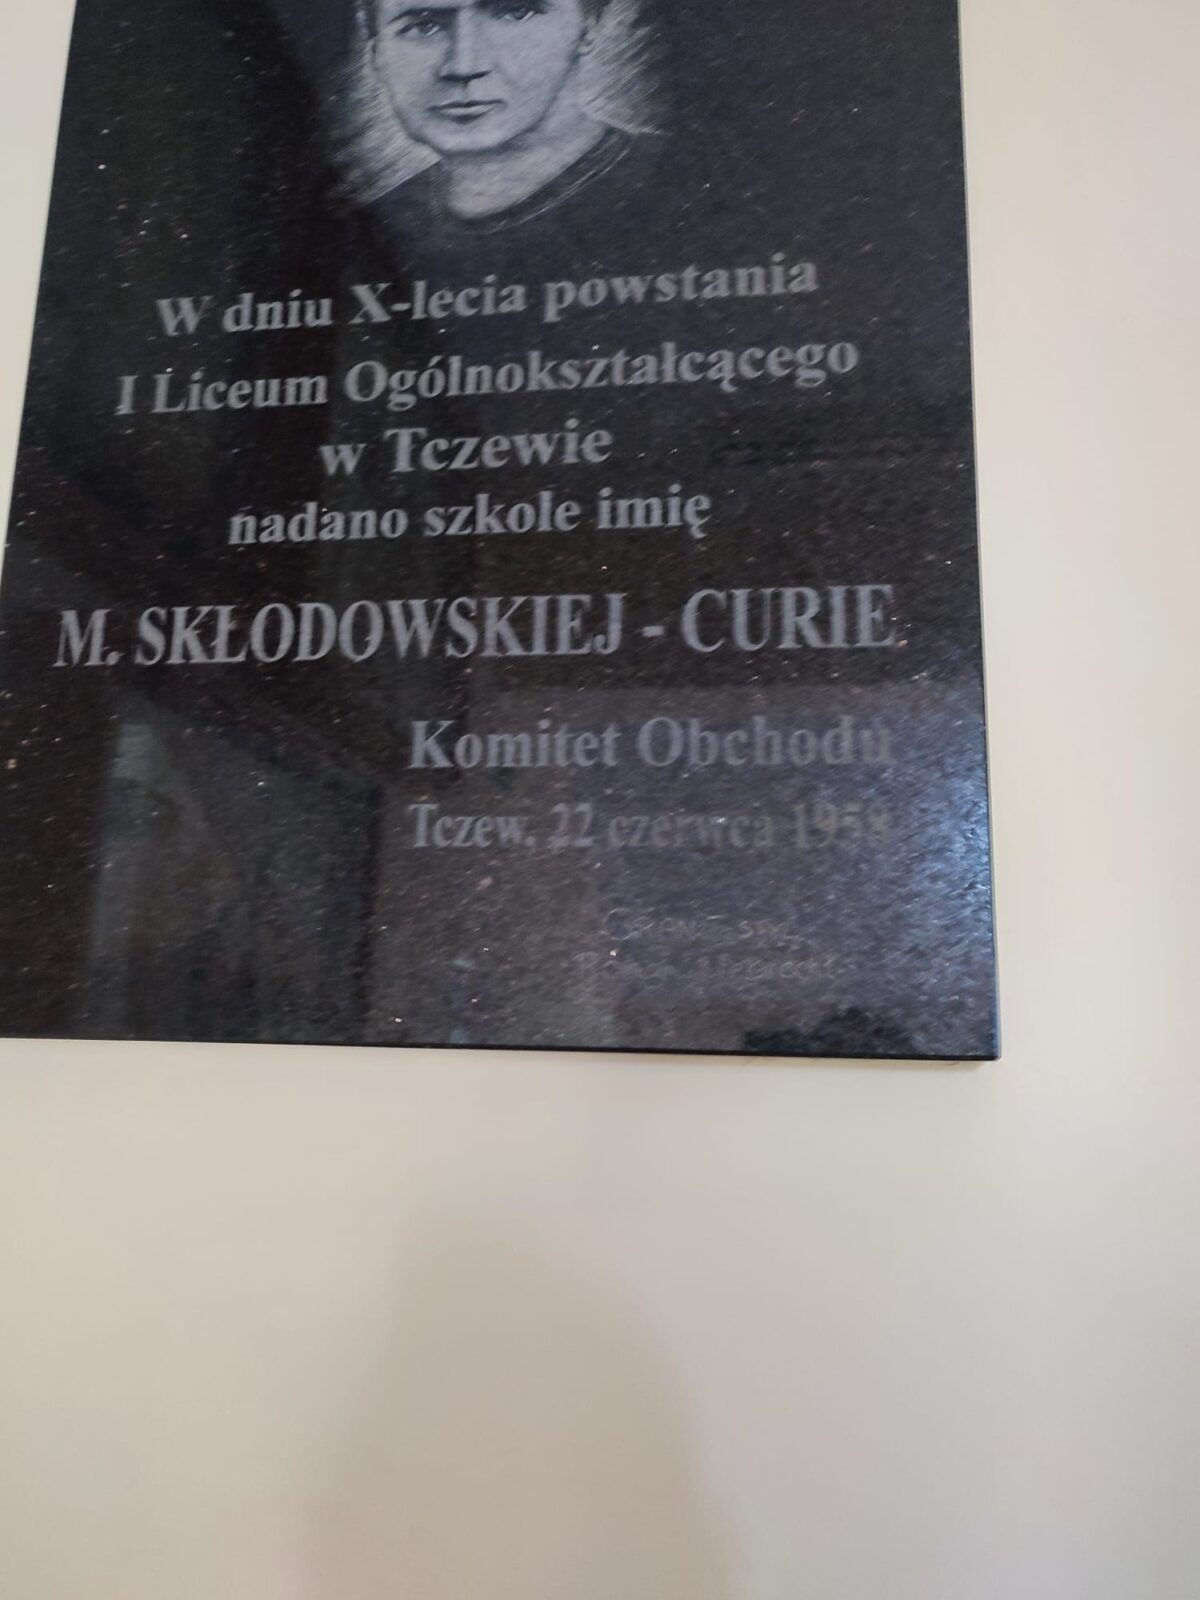 W dniu X-lecia powstania
I Liceum Ogólnokształcącego
w Tczewie
nadano szkole imię
M. SKŁODOWSKIEJ - CURIE
Komitet Obchodu
Tczew, 22 czerwca 1958